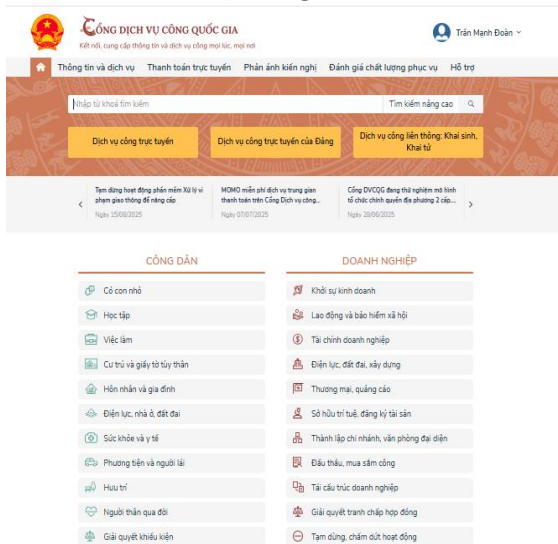 CỔNG DỊCH VỤ CÔNG QUỐC GIA
Kết nối, cung cấp thông tin và dịch vụ công mọi lúc, mọi nơi
Trần Mạnh Đoàn
Thông tin và dịch vụ Thanh toán trực tuyến Phản ánh kiến nghị Đánh giá chất lượng phục vụ Hỗ trợ
Nhập từ khoá tìm kiếm Tìm kiếm nâng cao
Dịch vụ công trực tuyến
Dịch vụ công trực tuyến của Đảng
Dịch vụ công liên thông: Khai sinh,
Khai tử
Tạm dừng hoạt động phần mềm Xử lý vi
phạm giao thông để nâng cấp
Ngày 15/08/2025
MOMO miễn phí dịch vụ trung gian
thanh toán trên Cổng Dịch vụ công...
Ngày 07/07/2025
Cổng DVCQG đang thử nghiệm mô hình
tổ chức chính quyền địa phương 2 cấp...
Ngày 28/06/2025
CÔNG DÂN
Có con nhỏ
Học tập
Việc làm
Cư trú và giấy tờ tùy thân
Hôn nhân và gia đình
Điện lực, nhà ở, đất đai
Sức khỏe và y tế
Phương tiện và người lái
Hưu trí
Người thân qua đời
Giải quyết khiếu kiện
DOANH NGHIỆP
Khởi sự kinh doanh
Lao động và bảo hiểm xã hội
Tài chính doanh nghiệp
Điện lực, đất đai, xây dựng
Thương mại, quảng cáo
Sở hữu trí tuệ, đăng ký tài sản
Thành lập chi nhánh, văn phòng đại diện
Đấu thầu, mua sắm công
Tái cấu trúc doanh nghiệp
Giải quyết tranh chấp hợp đồng
Tạm dừng, chấm dứt hoạt động